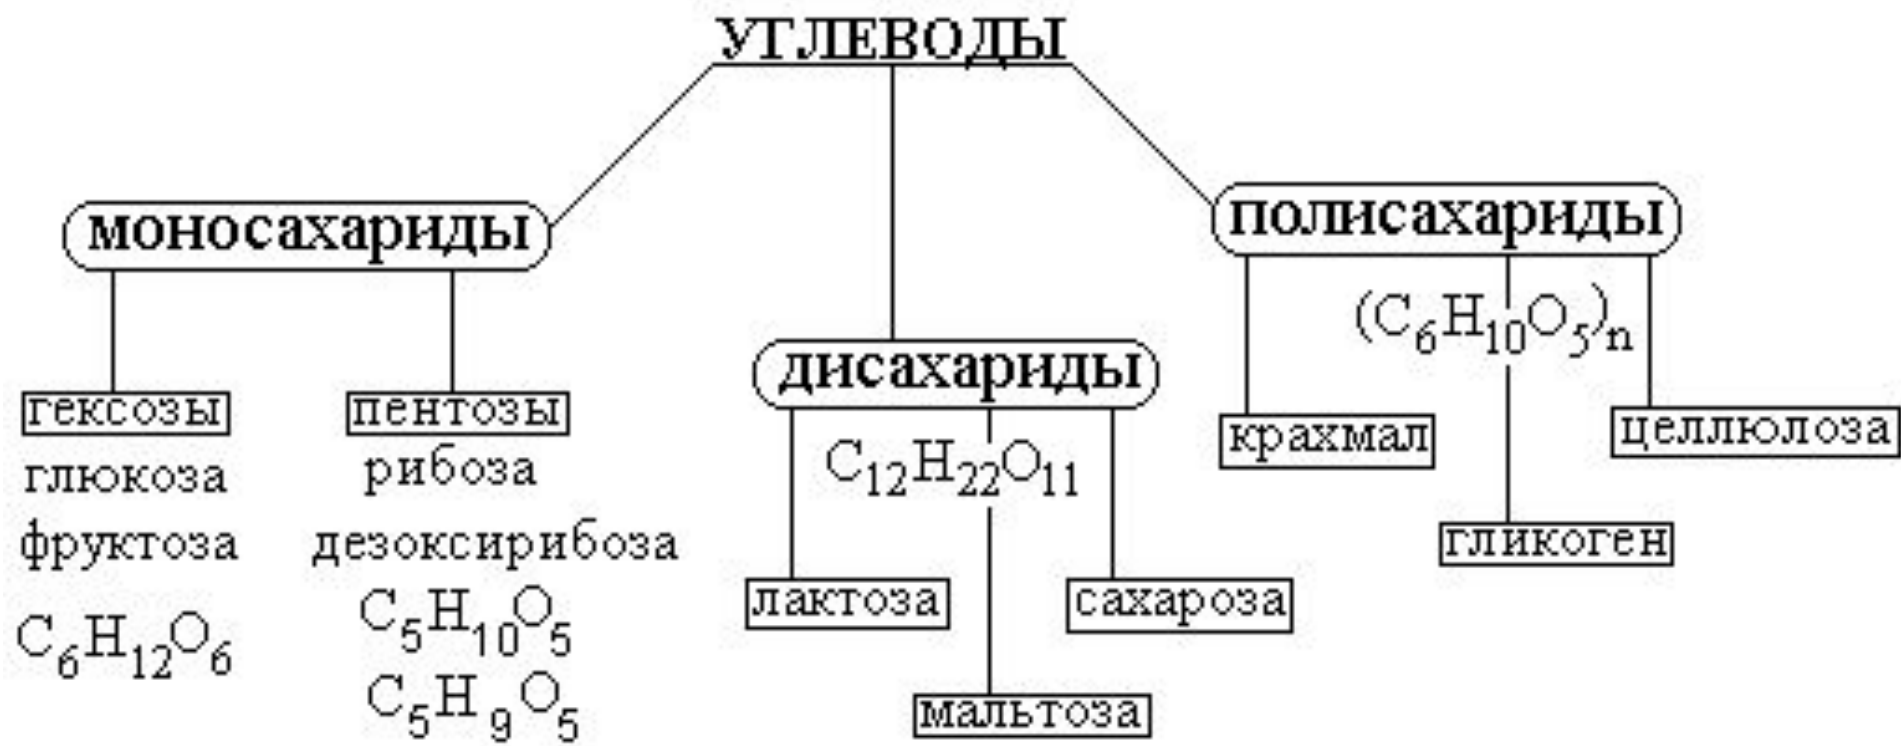 УГЛЕВОДЫ
моносахариды
гексозы
глюкоза
фруктоза
C₆H₁₂O₆
пентозы
рибоза
дезоксирибоза
C₅H₁₀O₅
C₅H₉O₅
дисахариды
C₁₂H₂₂O₁₁
лактоза
мальтоза
сахароза
полисахариды
(C₆H₁₀O₅)ₙ
крахмал
гликоген
целлюлоза